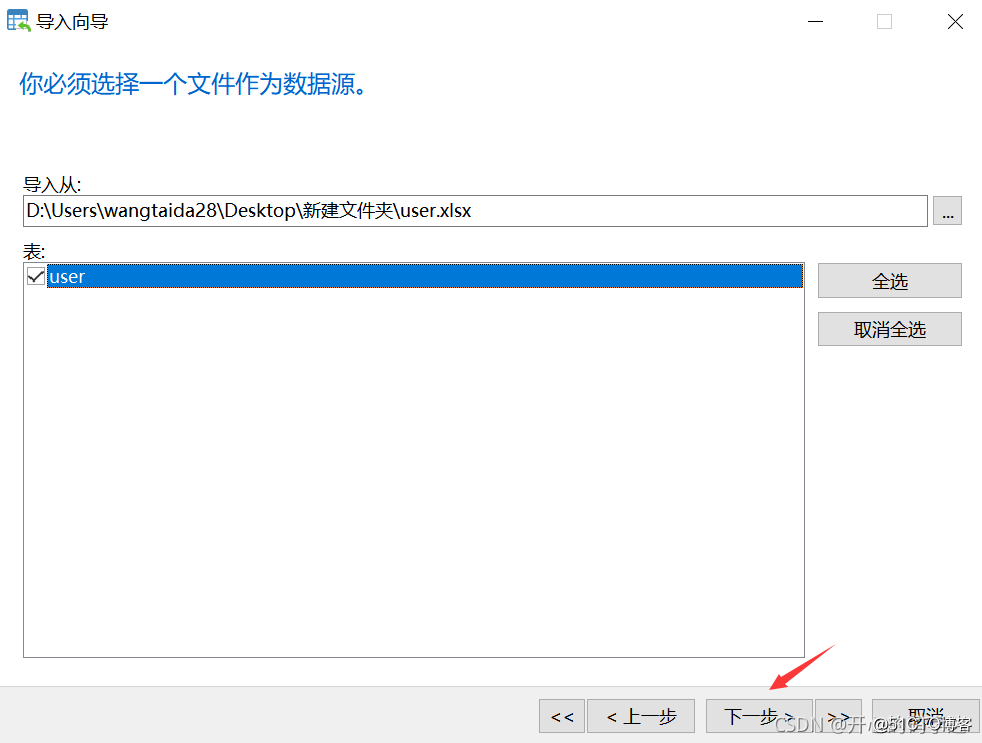 导入向导
你必须选择一个文件作为数据源。
导入从:
D:\Users\wangtaida28\Desktop\新建文件夹\user.xlsx
...
表:
user
全选
取消全选
<<
< 上一步
下一步 >
>>
取消
CSDN @开心
@51CTO博客